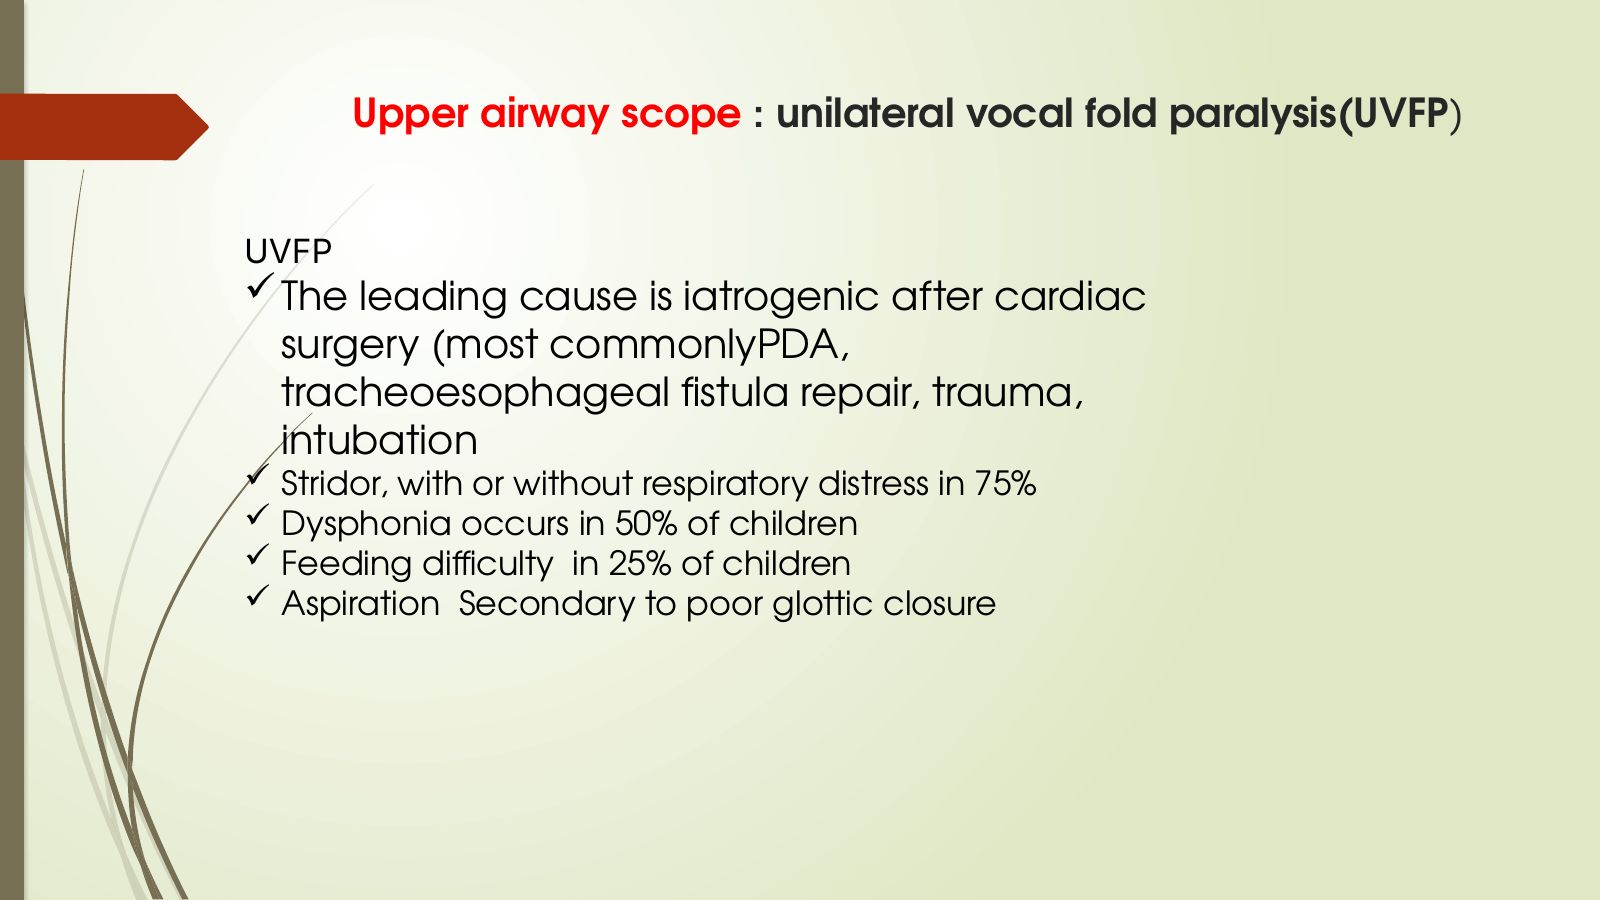 Upper airway scope : unilateral vocal fold paralysis(UVFP)
UVFP
✓ The leading cause is iatrogenic after cardiac
surgery (most commonlyPDA,
tracheoesophageal fistula repair, trauma,
intubation
✓ Stridor, with or without respiratory distress in 75%
✓ Dysphonia occurs in 50% of children
✓ Feeding difficulty  in 25% of children
✓ Aspiration  Secondary to poor glottic closure